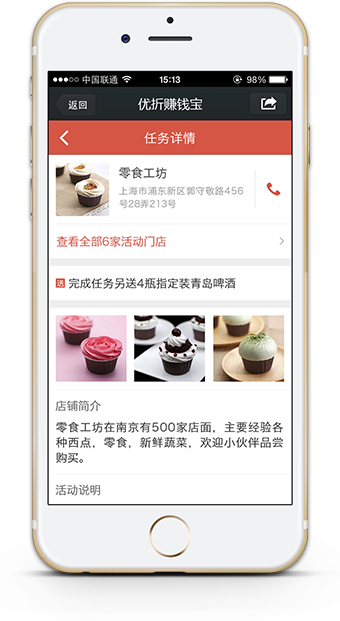 中国联通 15:13 98%
返回 优折赚钱宝
任务详情
零食工坊
上海市浦东新区郭守敬路456
号28弄213号
查看全部6家活动门店
送 完成任务另送4瓶指定装青岛啤酒
店铺简介
零食工坊在南京有500家店面，主要经验各
种西点，零食，新鲜蔬菜，欢迎小伙伴品尝
购买。
活动说明